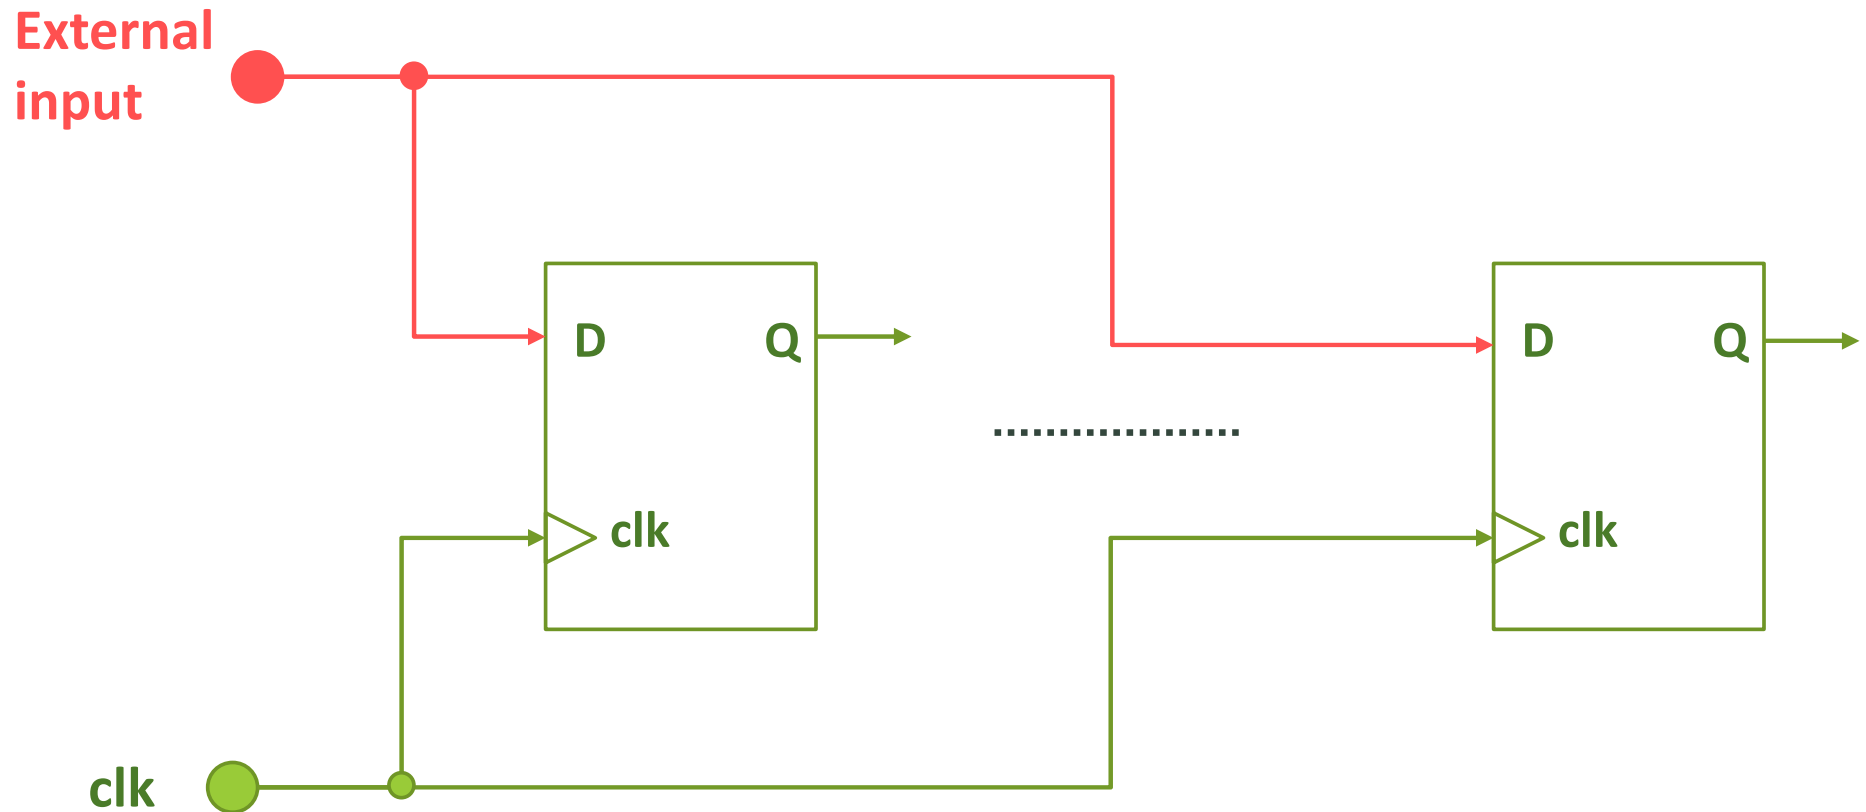 External
input
D
Q
D
Q
clk
clk
clk